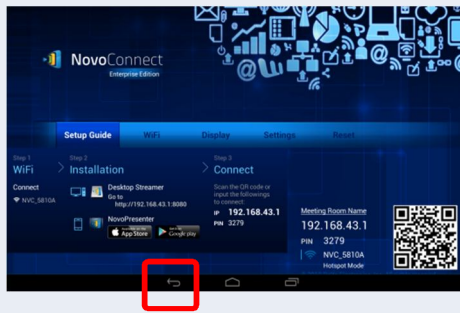 NovoConnect
Enterprise Edition
Setup Guide WiFi Display Settings Reset
Step 1
WiFi
Connect
NVC_5810A
Step 2
Installation
Desktop Streamer
Go to
http://192.168.43.1:8080
NovoPresenter
App Store
Google play
Step 3
Connect
Scan the QR code or
input the followings
to connect:
IP 192.168.43.1
PIN 3279
Meeting Room Name
192.168.43.1
PIN 3279
NVC_5810A
Hotspot Mode